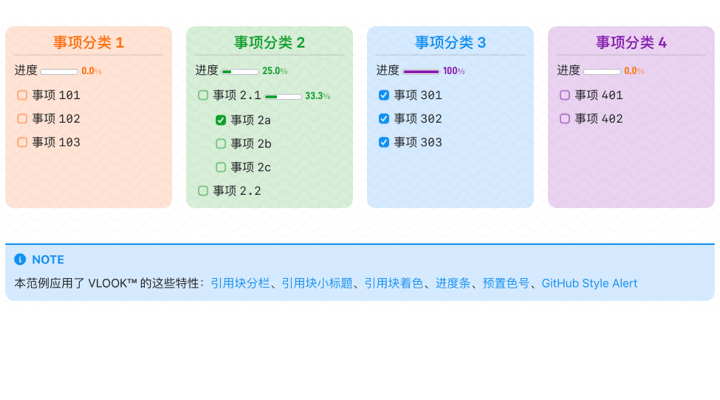 事项分类 1
进度 0.0%
事项 101
事项 102
事项 103
事项分类 2
进度 25.0%
事项 2.1 33.3%
事项 2a
事项 2b
事项 2c
事项 2.2
事项分类 3
进度 100%
事项 301
事项 302
事项 303
事项分类 4
进度 0.0%
事项 401
事项 402
NOTE
本范例应用了 VLOOK™ 的这些特性：引用块分栏、引用块小标题、引用块着色、进度条、预置色号、GitHub Style Alert